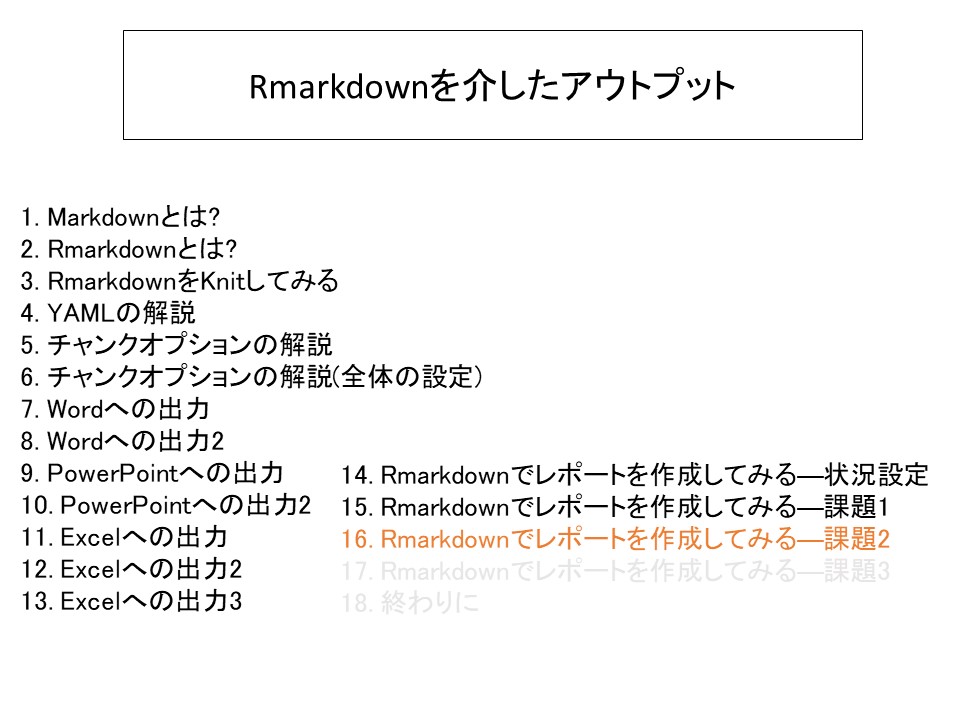 Rmarkdownを介したアウトプット
1. Markdownとは?
2. Rmarkdownとは?
3. RmarkdownをKnitしてみる
4. YAMLの解説
5. チャンクオプションの解説
6. チャンクオプションの解説(全体の設定)
7. Wordへの出力
8. Wordへの出力2
9. PowerPointへの出力
10. PowerPointへの出力2
11. Excelへの出力
12. Excelへの出力2
13. Excelへの出力3
14. Rmarkdownでレポートを作成してみる―状況設定
15. Rmarkdownでレポートを作成してみる―課題1
16. Rmarkdownでレポートを作成してみる―課題2
17. Rmarkdownでレポートを作成してみる―課題3
18. 終わりに